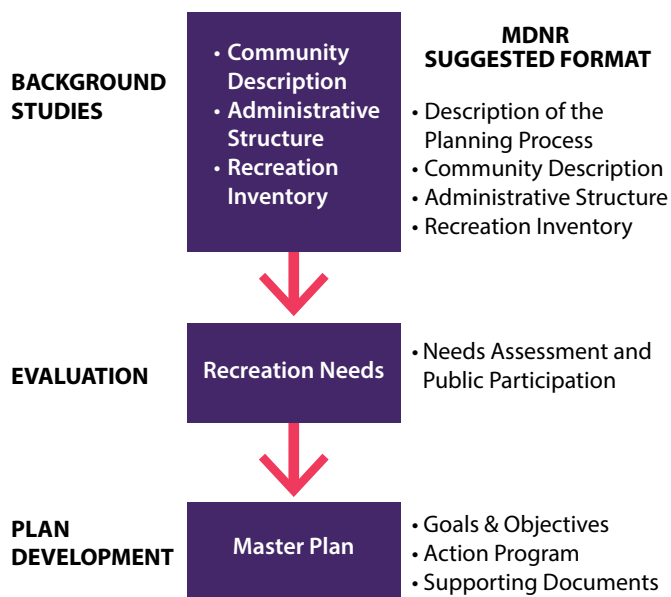 BACKGROUND
STUDIES
• Community
Description
• Administrative
Structure
• Recreation
Inventory
MDNR
SUGGESTED FORMAT
• Description of the
Planning Process
• Community Description
• Administrative Structure
• Recreation Inventory
EVALUATION
Recreation Needs
• Needs Assessment and
Public Participation
PLAN
DEVELOPMENT
Master Plan
• Goals & Objectives
• Action Program
• Supporting Documents